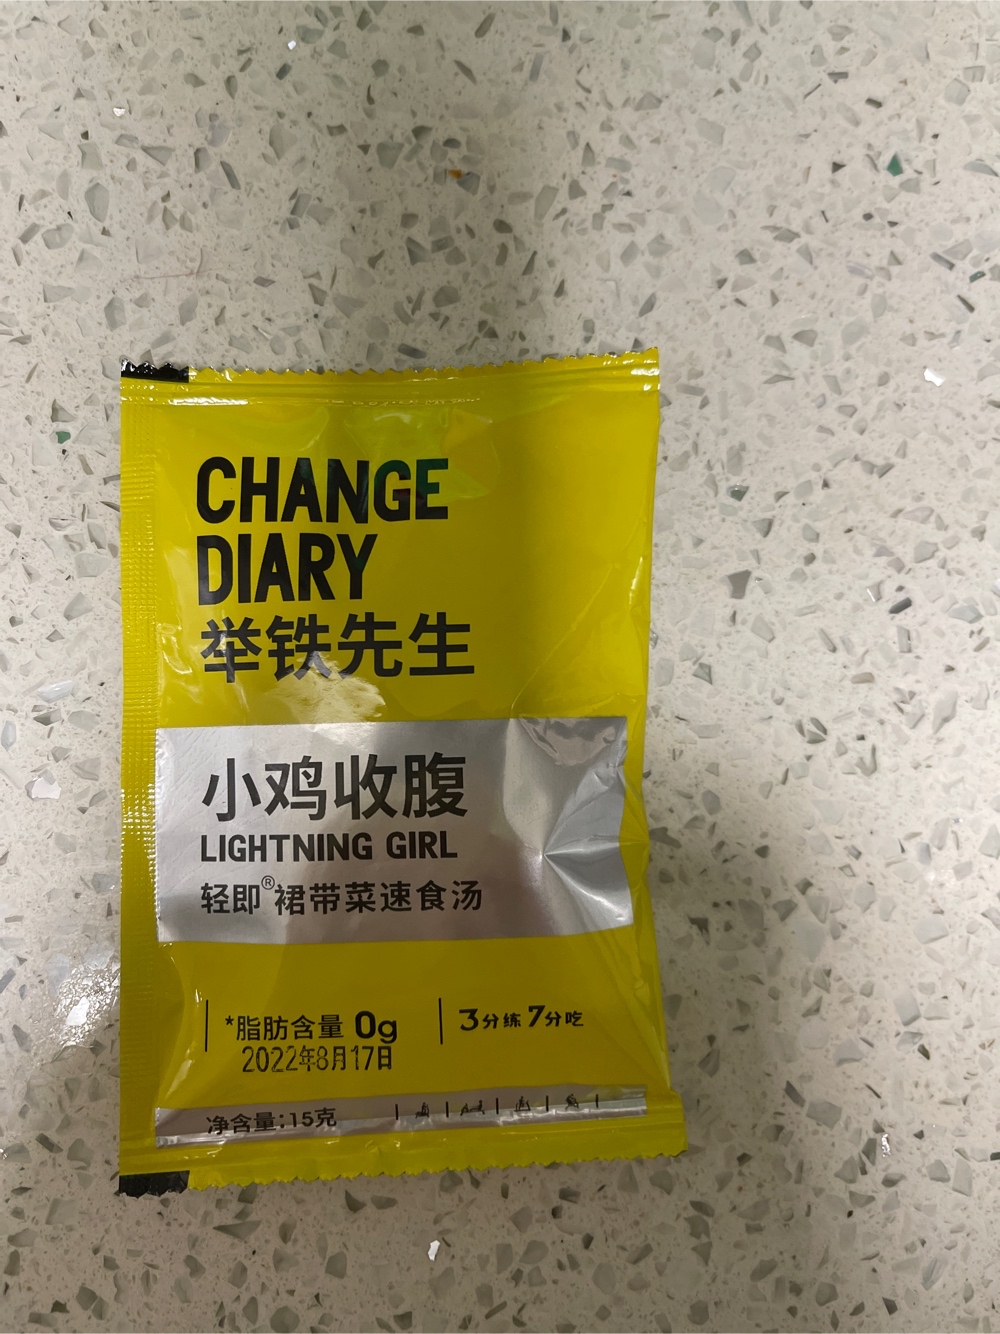 CHANGE
DIARY
举铁先生
小鸡收腹
LIGHTNING GIRL
轻即®裙带菜速食汤
*脂肪含量 0g
3分练 7分吃
2022年8月17日
净含量:15克